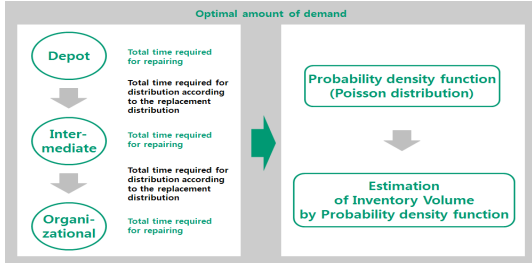 Optimal amount of demand
Depot
Total time required
for repairing
Total time required for
distribution according
to the replacement
distribution
Inter-
mediate
Total time required
for repairing
Total time required for
distribution according
to the replacement
distribution
Organi-
zational
Total time required
for repairing
Probability density function
(Poisson distribution)
Estimation
of Inventory Volume
by Probability density function